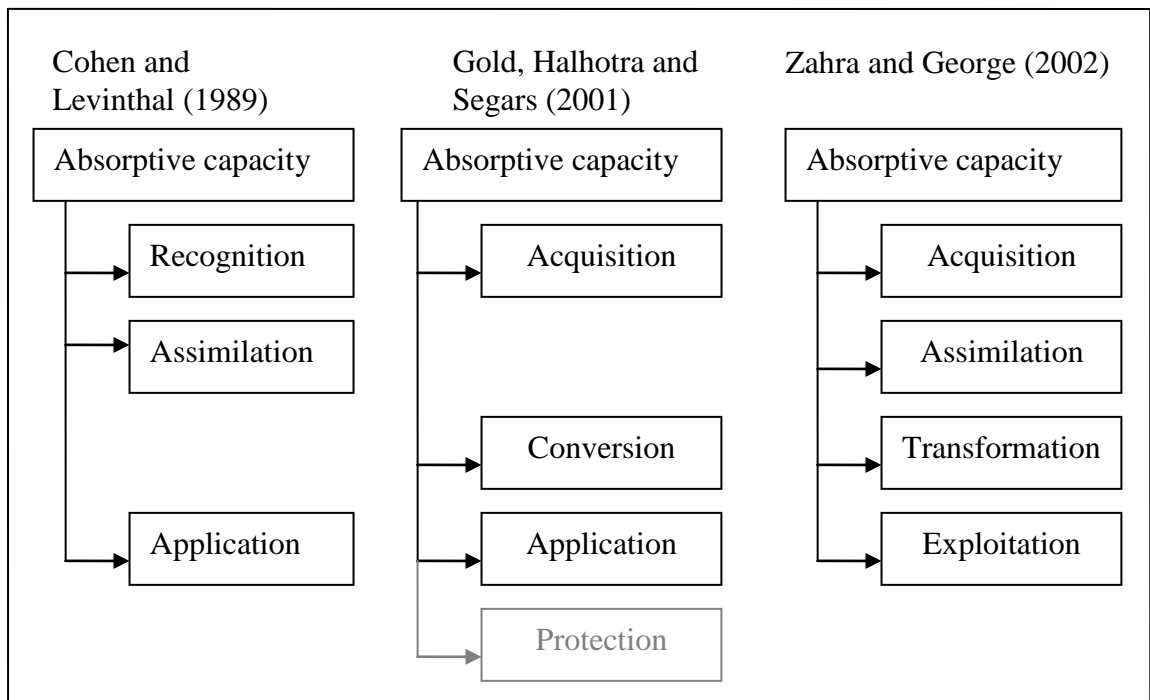 Cohen and
Levinthal (1989)
Absorptive capacity
Recognition
Assimilation
Application
Gold, Halhotra and
Segars (2001)
Absorptive capacity
Acquisition
Conversion
Application
Protection
Zahra and George (2002)
Absorptive capacity
Acquisition
Assimilation
Transformation
Exploitation